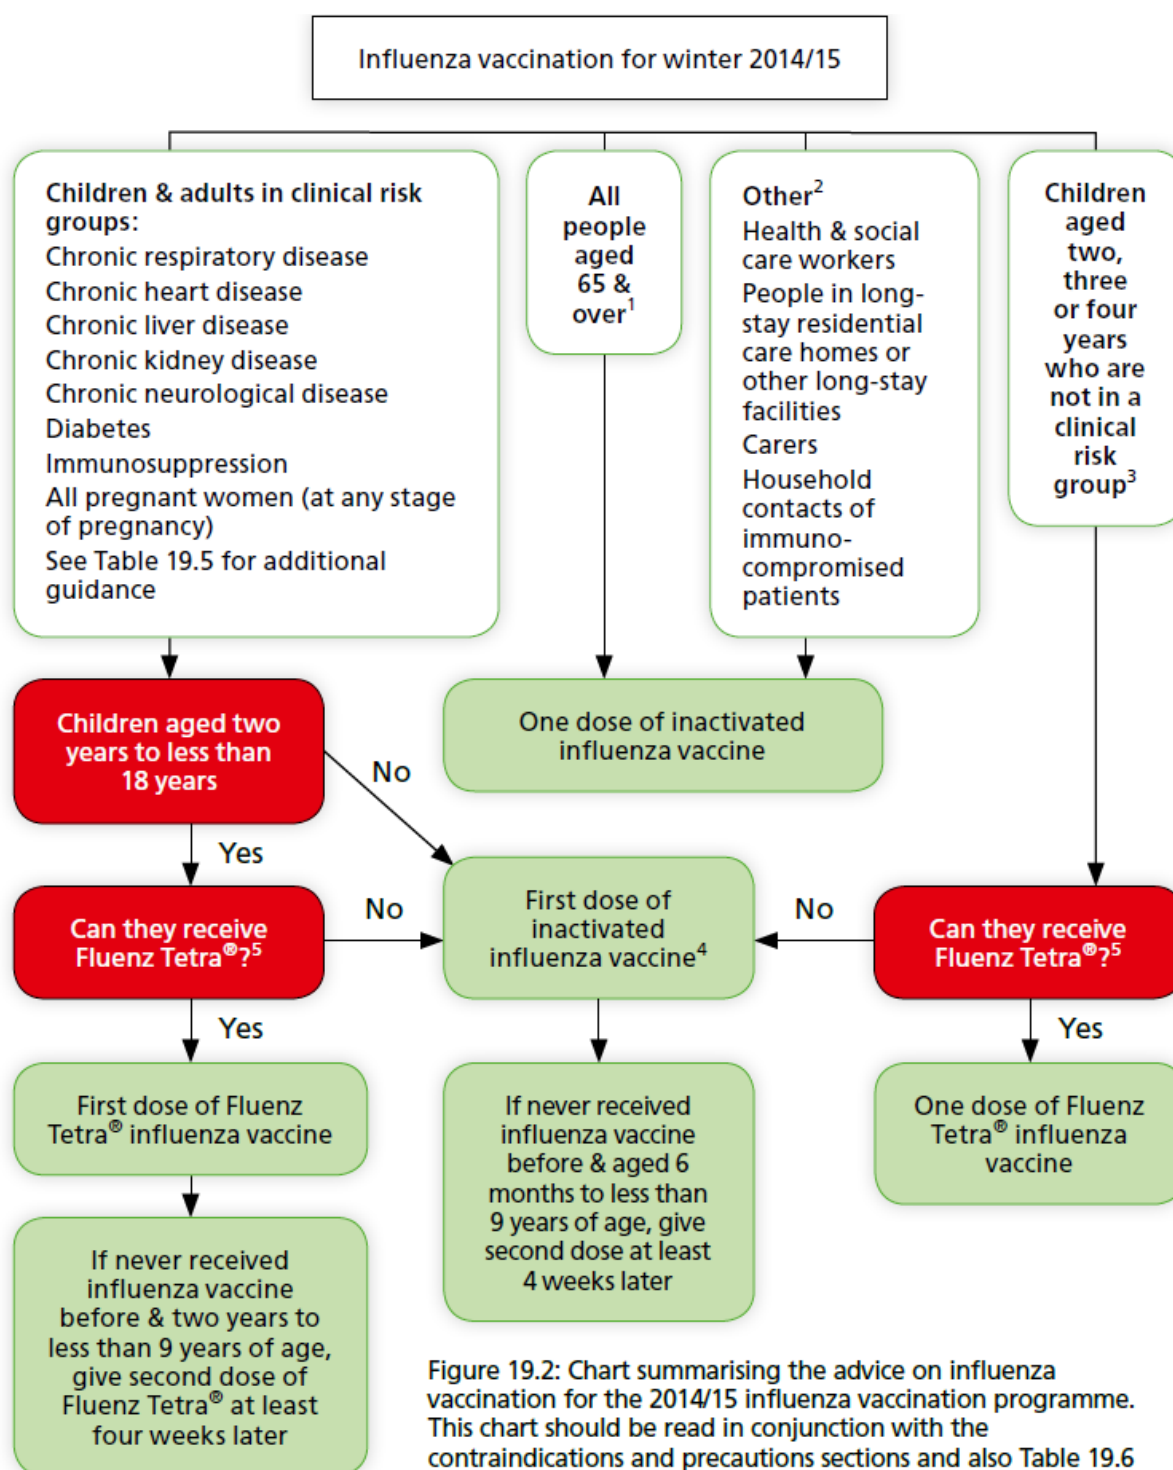 Influenza vaccination for winter 2014/15
Children & adults in clinical risk
groups:
Chronic respiratory disease
Chronic heart disease
Chronic liver disease
Chronic kidney disease
Chronic neurological disease
Diabetes
Immunosuppression
All pregnant women (at any stage
of pregnancy)
See Table 19.5 for additional
guidance
All
people
aged
65 &
over¹
Other²
Health & social
care workers
People in long-
stay residential
care homes or
other long-stay
facilities
Carers
Household
contacts of
immuno-
compromised
patients
Children
aged
two,
three
or four
years
who are
not in a
clinical
risk
group³
Children aged two
years to less than
18 years
No
Yes
One dose of inactivated
influenza vaccine
Can they receive
Fluenz Tetra®?⁵
No
Yes
First dose of
inactivated
influenza vaccine⁴
No
Can they receive
Fluenz Tetra®?⁵
Yes
First dose of Fluenz
Tetra® influenza vaccine
If never received
influenza vaccine
before & two years to
less than 9 years of age,
give second dose of
Fluenz Tetra® at least
four weeks later
If never received
influenza vaccine
before & aged 6
months to less than
9 years of age, give
second dose at least
4 weeks later
One dose of Fluenz
Tetra® influenza
vaccine
Figure 19.2: Chart summarising the advice on influenza
vaccination for the 2014/15 influenza vaccination programme.
This chart should be read in conjunction with the
contraindications and precautions sections and also Table 19.6